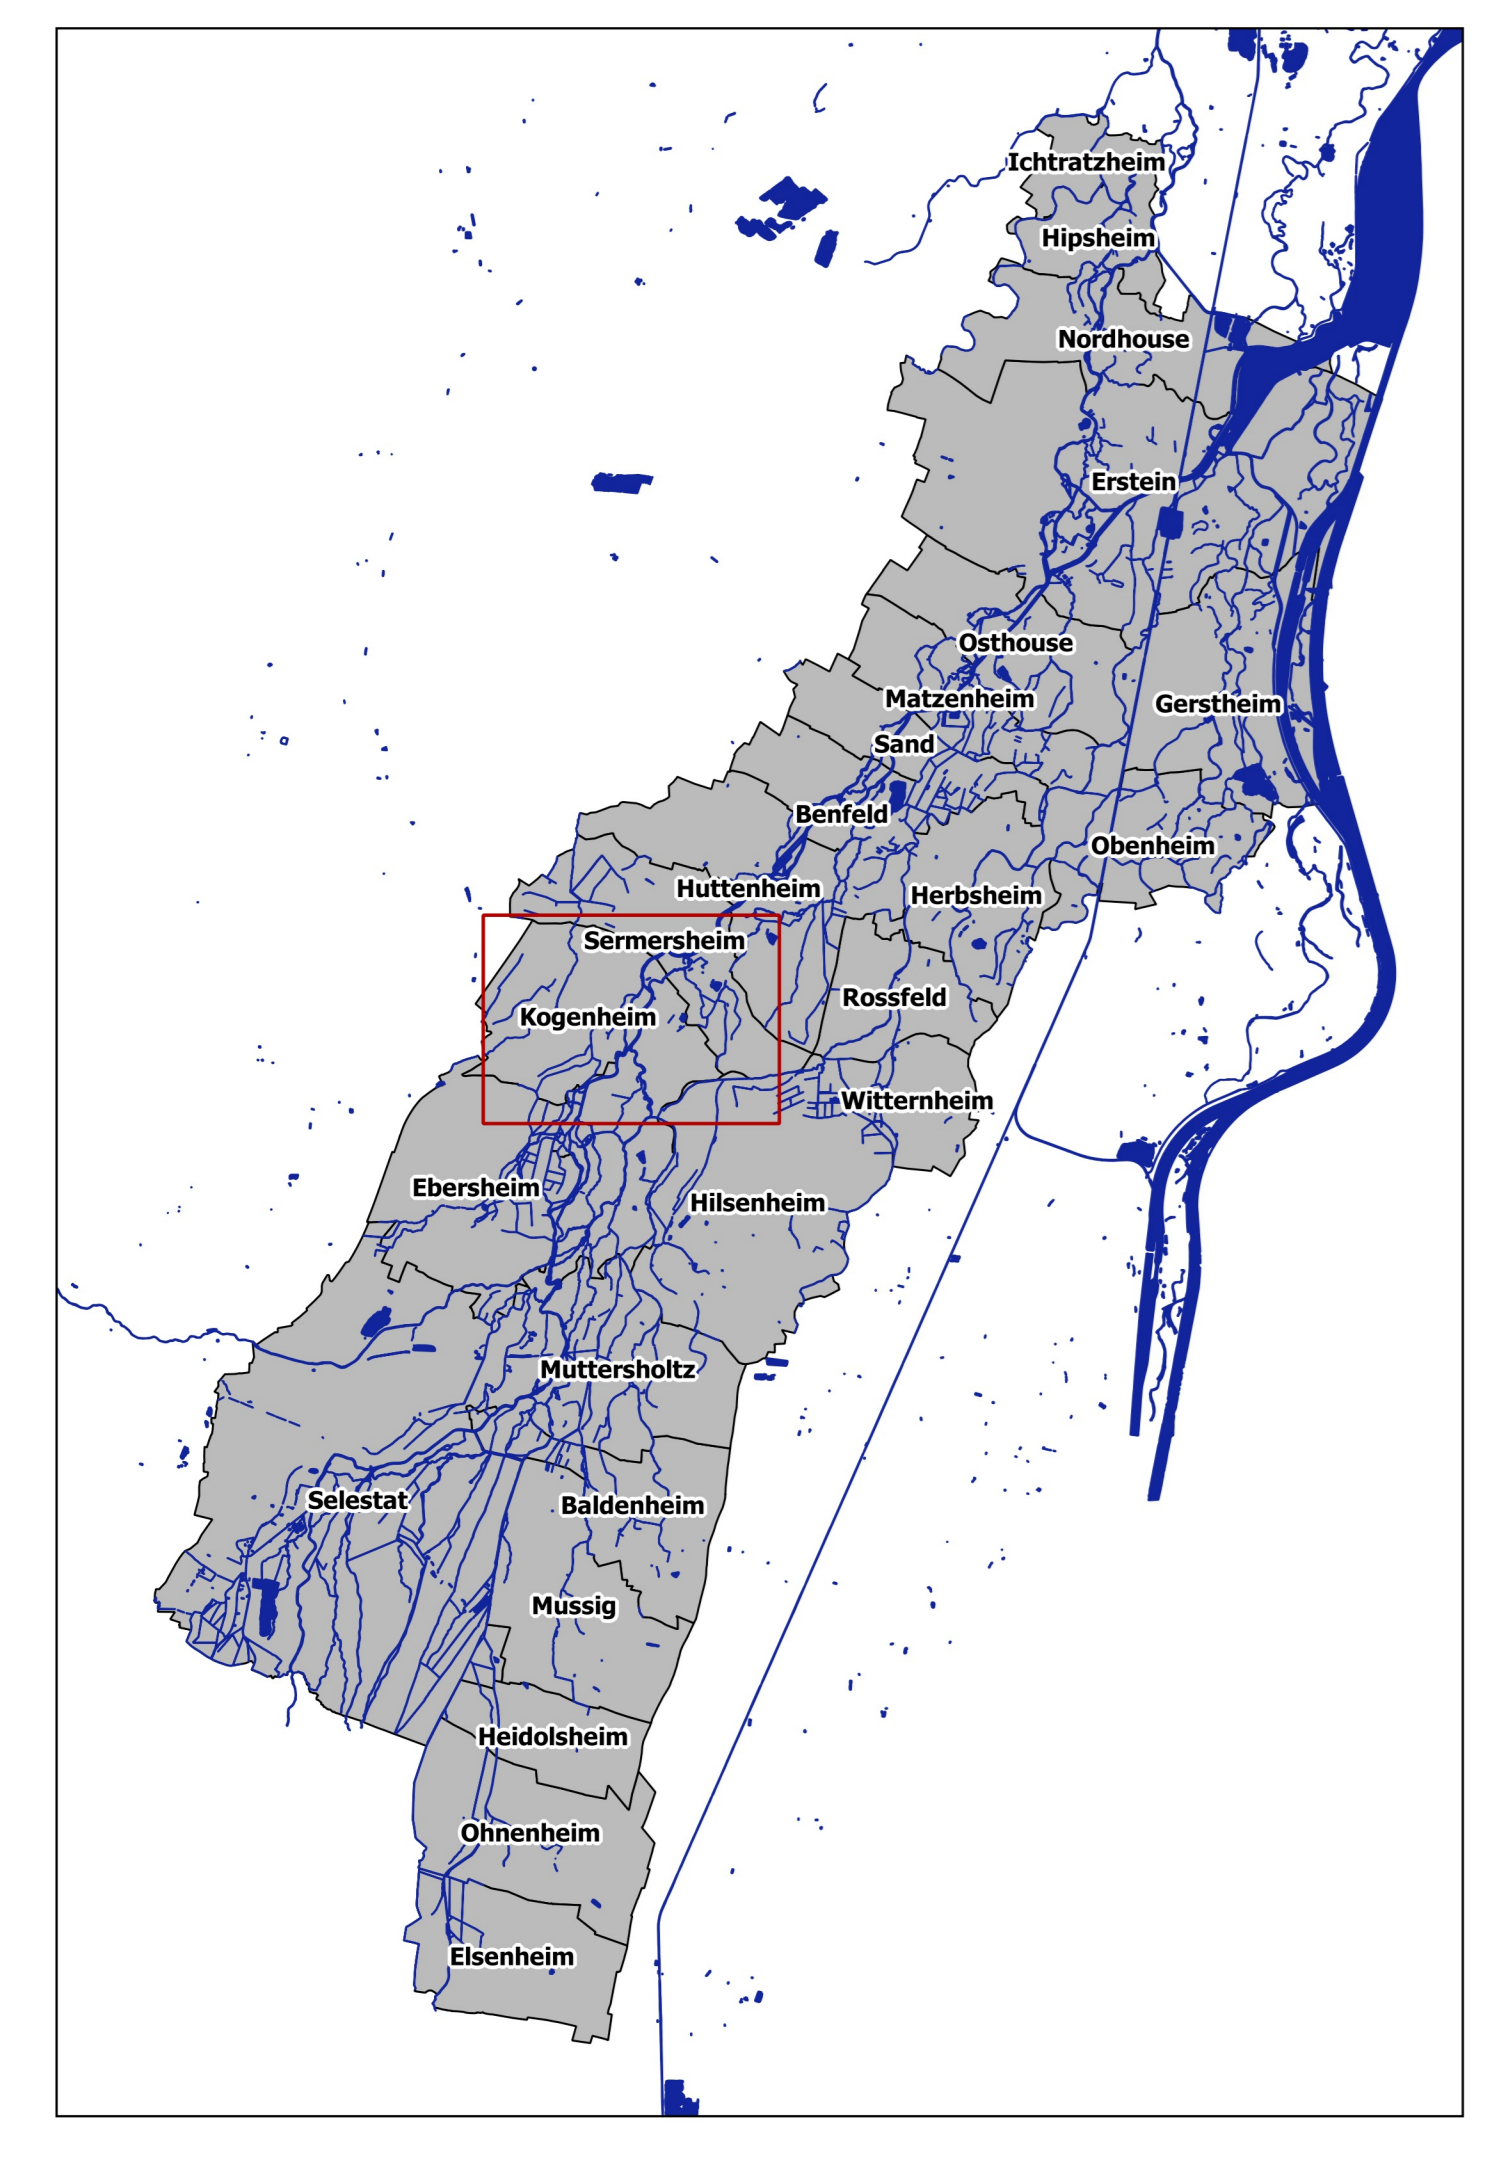 Ichtratzheim
Hipsheim
Nordhouse
Erstein
Osthouse
Matzenheim
Gerstheim
Sand
Benfeld
Obenheim
Huttenheim
Herbsheim
Sermersheim
Rossfeld
Kogenheim
Witternheim
Ebersheim
Hilsenheim
Muttersholtz
Selestat
Baldenheim
Mussig
Heidolsheim
Ohnenheim
Elsenheim